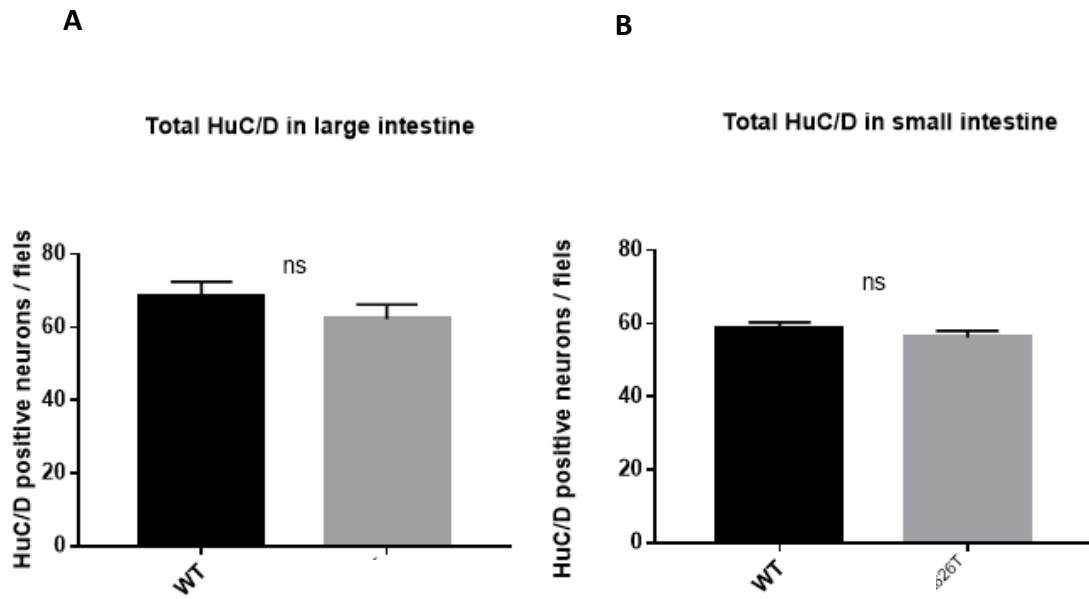 A
Total HuC/D in large intestine
HuC/D positive neurons / fiels
80
60
40
20
0
ns
WT
B
Total HuC/D in small intestine
HuC/D positive neurons / fiels
80
60
40
20
0
ns
WT